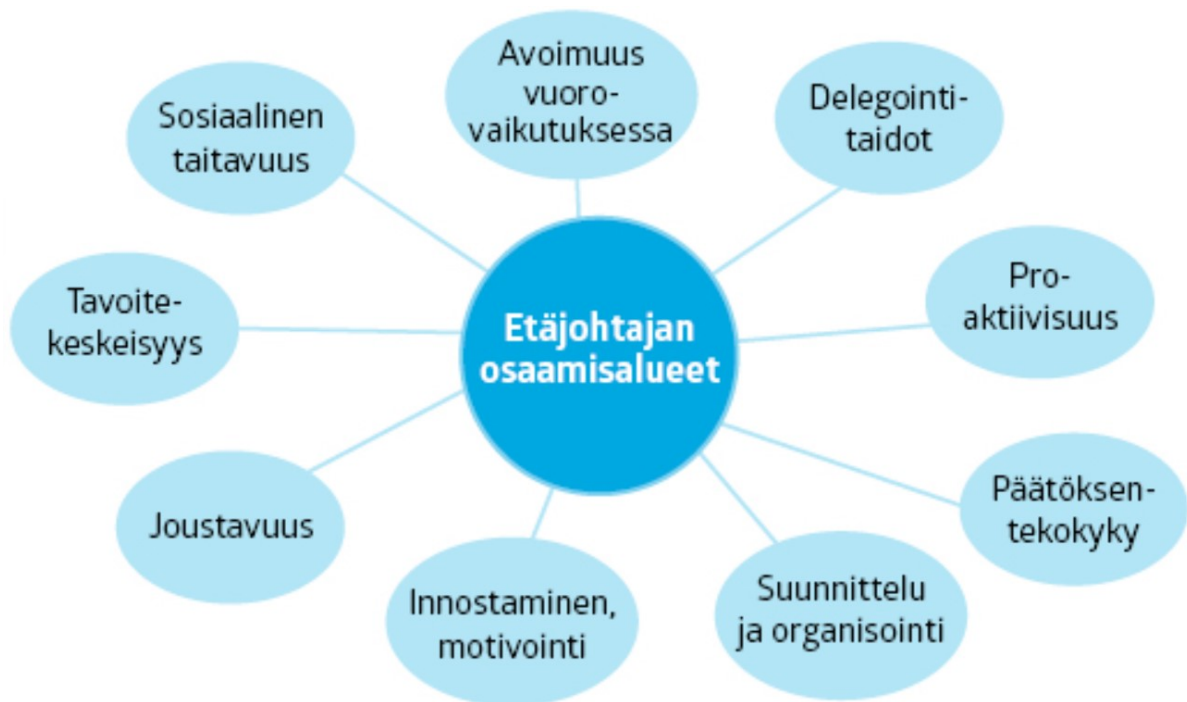 Avoimuus
vuoro-
vaikutuksessa
Delegointi-
taidot
Pro-
aktiivisuus
Päätöksen-
tekokyky
Suunnittelu
ja organisointi
Innostaminen,
motivointi
Joustavuus
Tavoite-
keskeisyys
Sosiaalinen
taitavuus
Etäjohtajan
osaamisalueet